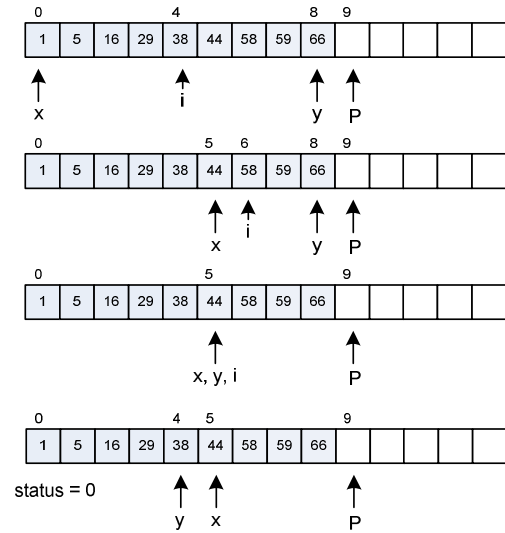 0 4 8 9
1 5 16 29 38 44 58 59 66
x i y P
0 5 6 8 9
1 5 16 29 38 44 58 59 66
x i y P
0 5 9
1 5 16 29 38 44 58 59 66
x, y, i P
0 4 5 9
1 5 16 29 38 44 58 59 66
status = 0
y x P